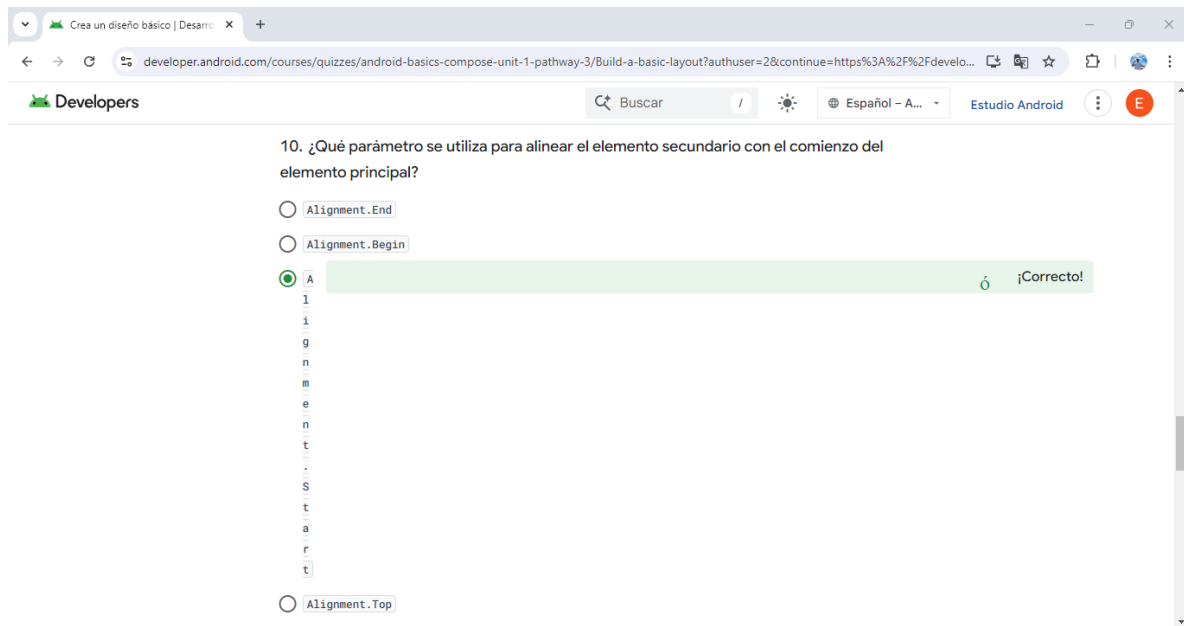 Crea un diseño básico | Desarro
developer.android.com/courses/quizzes/android-basics-compose-unit-1-pathway-3/Build-a-basic-layout?authuser=2&continue=https%3A%2F%2Fdevelo...
Developers
Buscar
/
Español – A...
Estudio Android
E
10. ¿Qué parámetro se utiliza para alinear el elemento secundario con el comienzo del
elemento principal?
Alignment.End
Alignment.Begin
A
l
i
g
n
m
e
n
t
.
S
t
a
r
t
ó ¡Correcto!
Alignment.Top